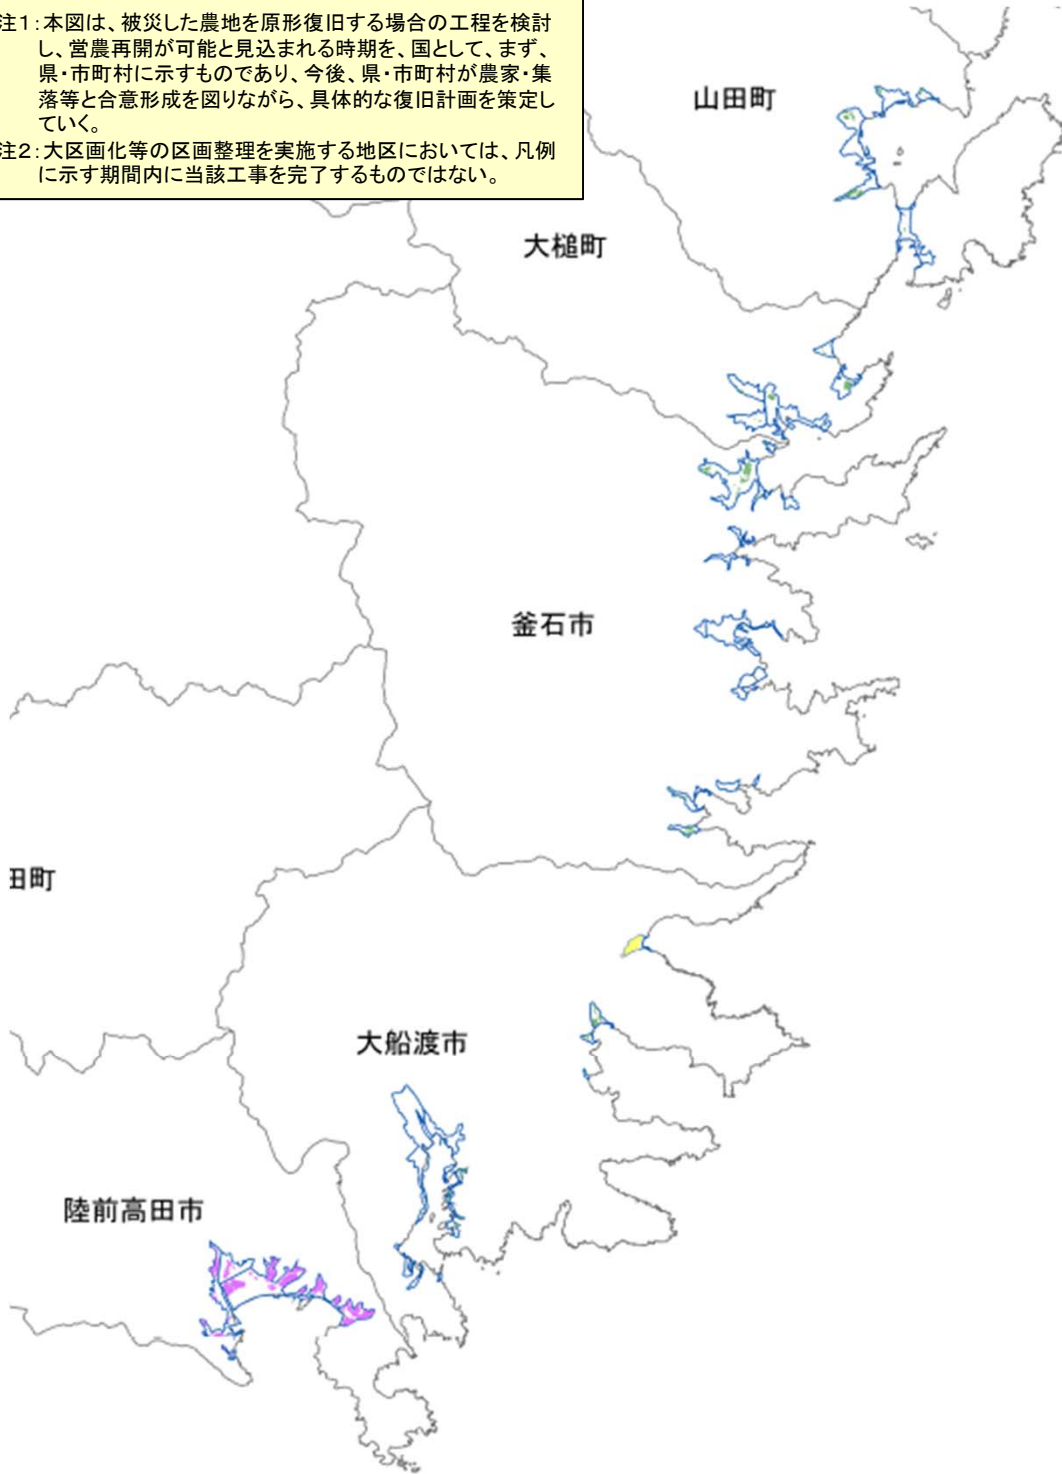 注1:本図は、被災した農地を原形復旧する場合の工程を検討
し、営農再開が可能と見込まれる時期を、国として、まず、
県・市町村に示すものであり、今後、県・市町村が農家・集
落等と合意形成を図りながら、具体的な復旧計画を策定し
ていく。
注2:大区画化等の区画整理を実施する地区においては、凡例
に示す期間内に当該工事を完了するものではない。
山田町
大槌町
釜石市
田町
大船渡市
陸前高田市